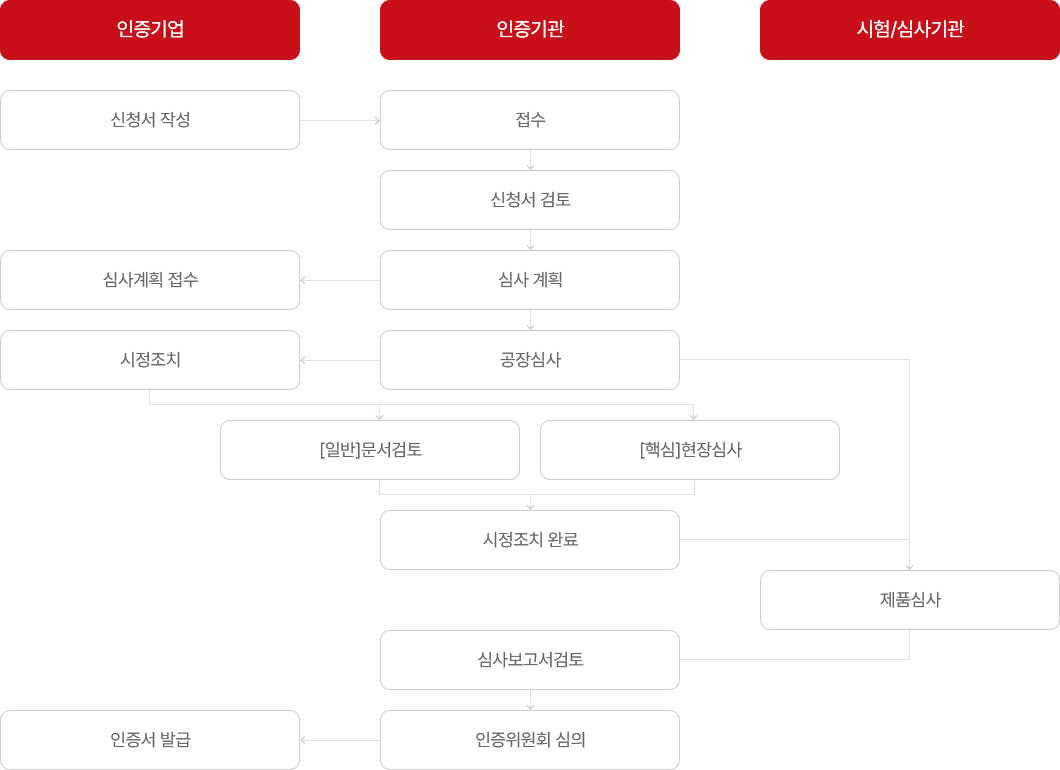 인증기업
인증기관
시험/심사기관
신청서 작성
접수
신청서 검토
심사계획 접수
심사 계획
시정조치
공장심사
[일반]문서검토
[핵심]현장심사
시정조치 완료
제품심사
심사보고서검토
인증서 발급
인증위원회 심의